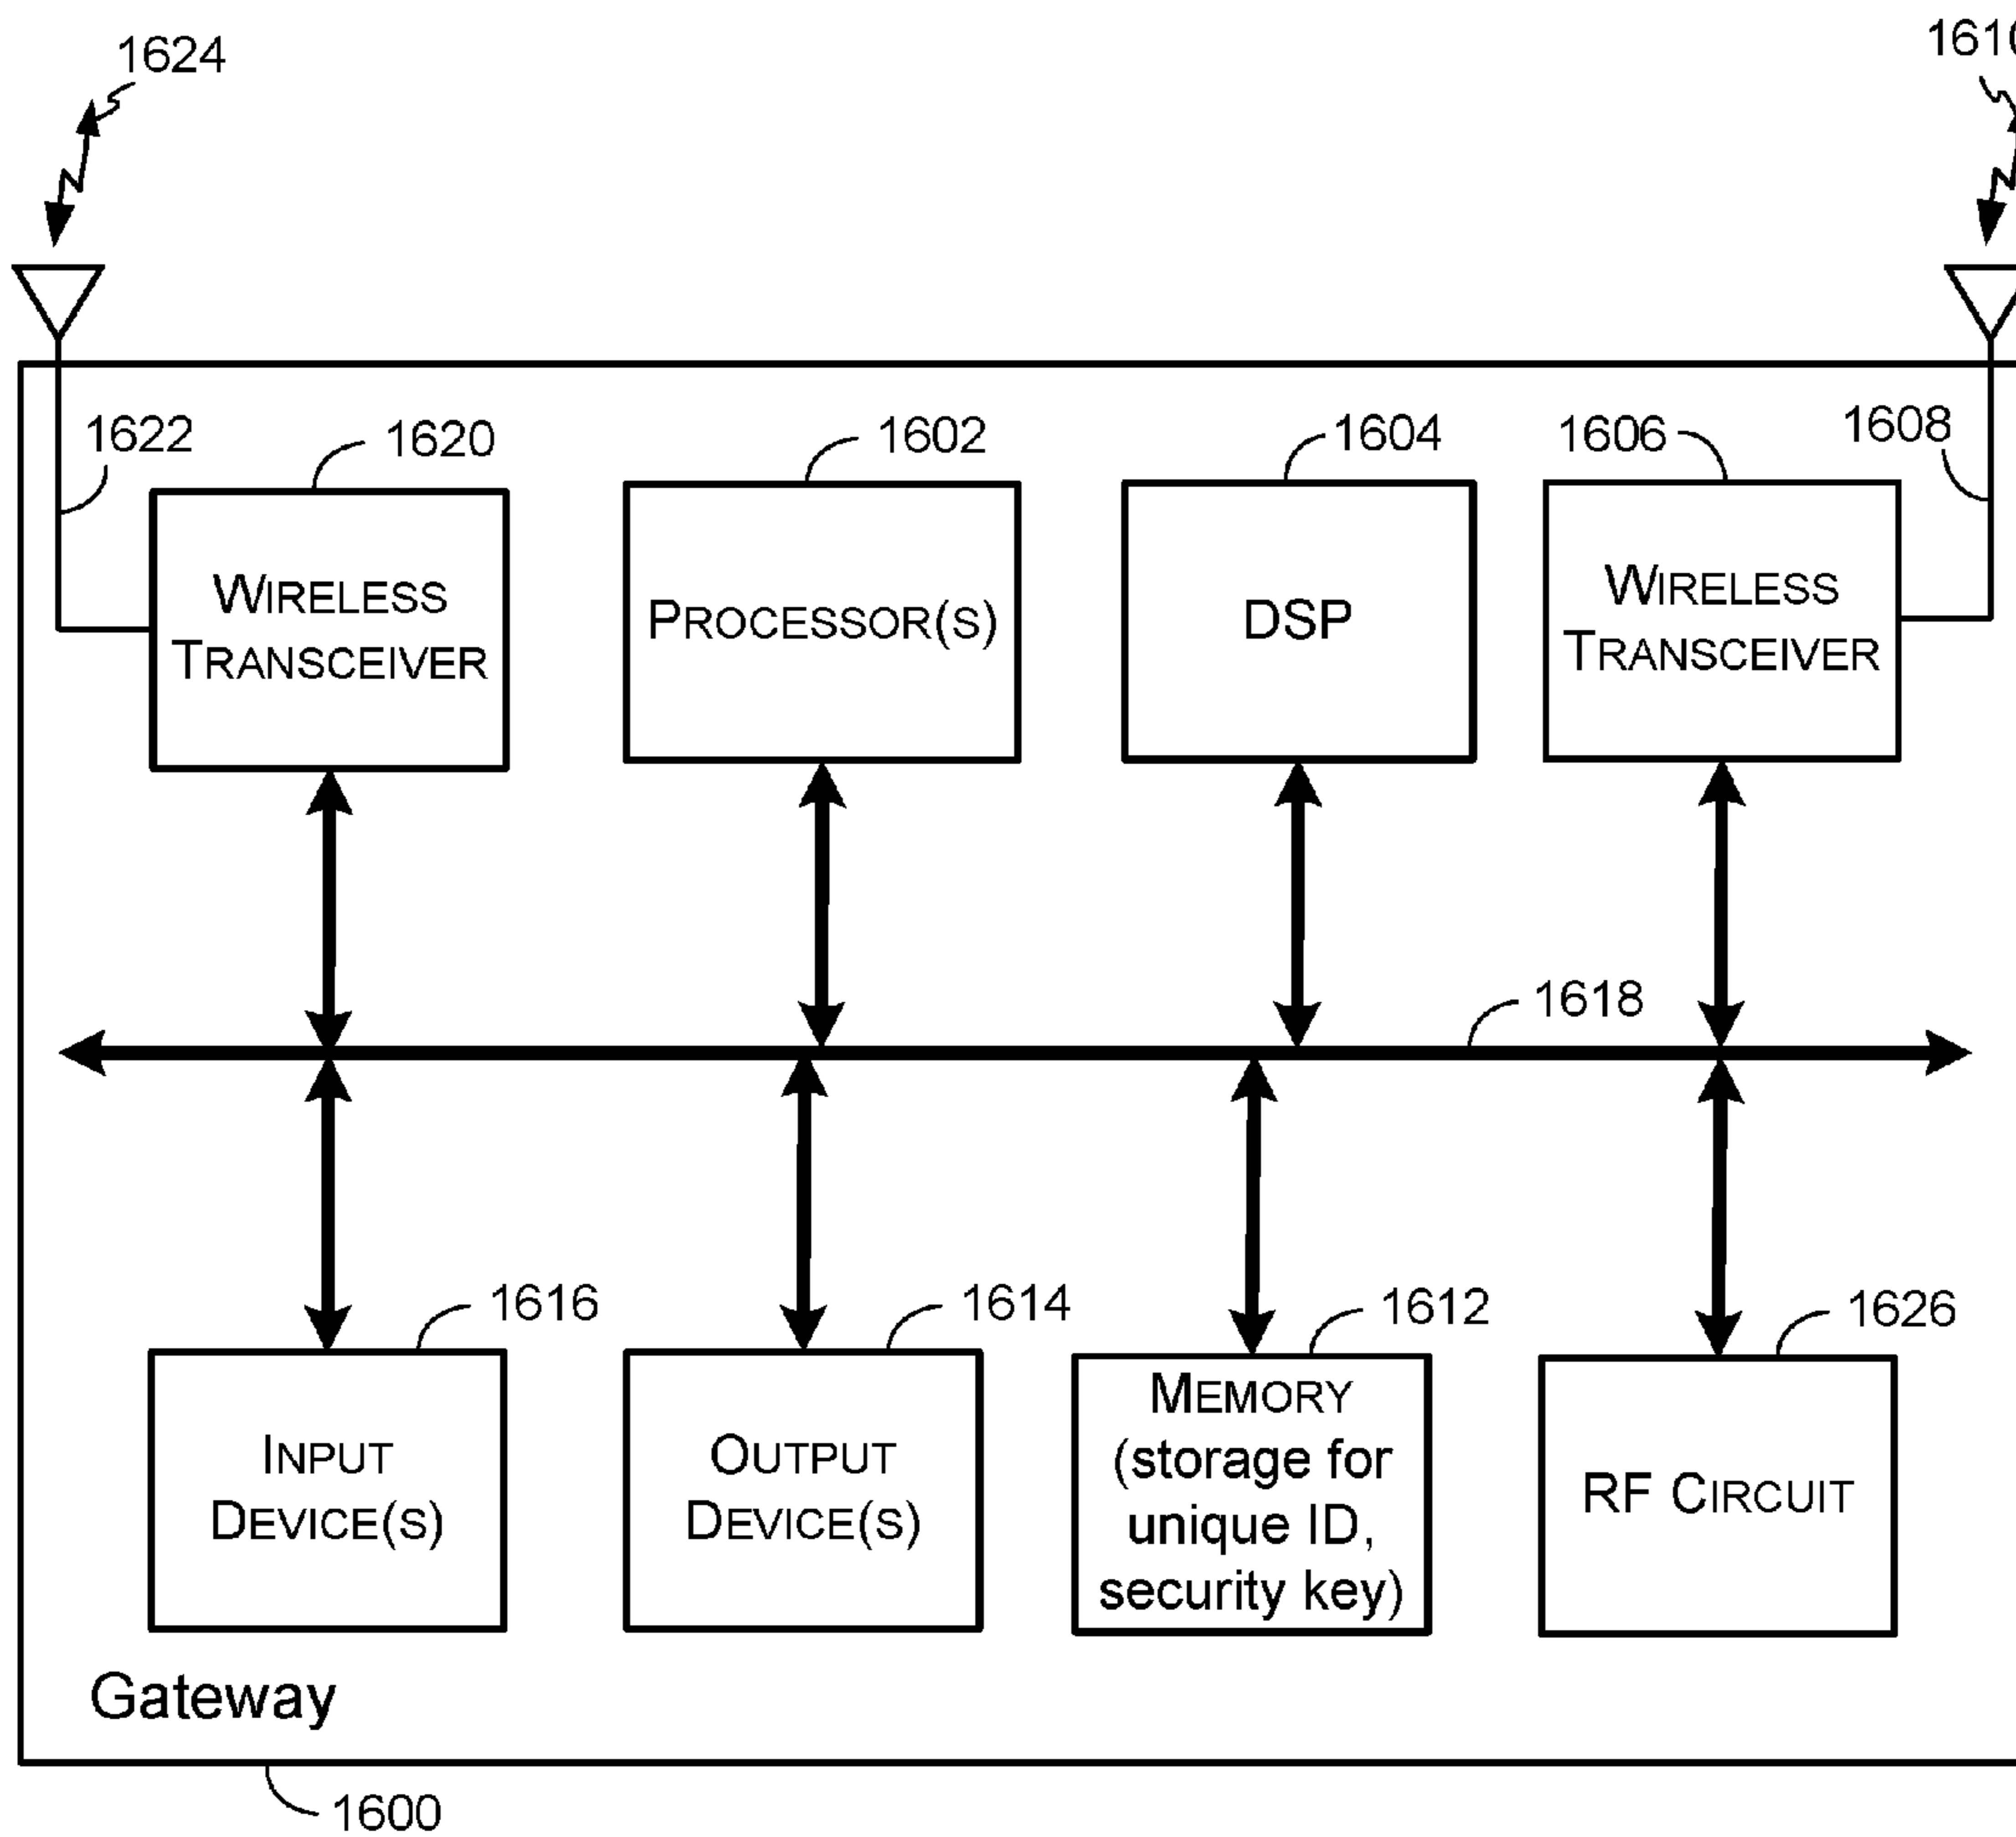 1624
1622
1620
1602
1604
1606
1608
WIRELESS
TRANSCEIVER
PROCESSOR(S)
DSP
WIRELESS
TRANSCEIVER
1618
1616
1614
1612
1626
INPUT
DEVICE(S)
OUTPUT
DEVICE(S)
MEMORY
(storage for
unique ID,
security key)
RF CIRCUIT
Gateway
1600